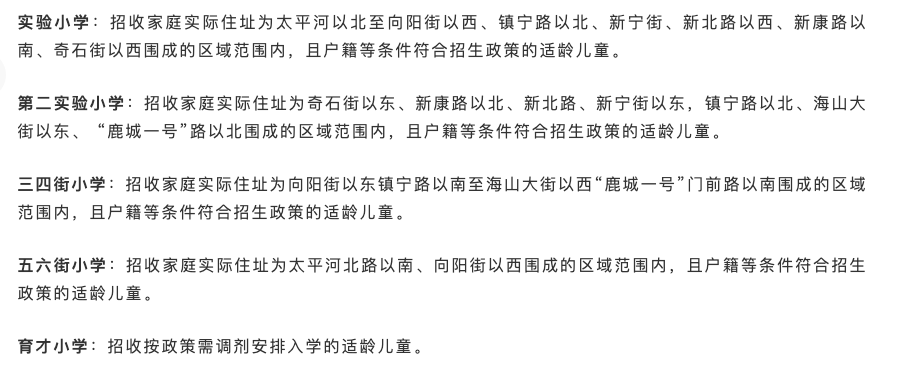 实验小学：招收家庭实际住址为太平河以北至向阳街以西、镇宁路以北、新宁街、新北路以西、新康路以
南、奇石街以西围成的区域范围内，且户籍等条件符合招生政策的适龄儿童。
第二实验小学：招收家庭实际住址为奇石街以东、新康路以北、新北路、新宁街以东，镇宁路以北、海山大
街以东、“鹿城一号”路以北围成的区域范围内，且户籍等条件符合招生政策的适龄儿童。
三四街小学：招收家庭实际住址为向阳街以东镇宁路以南至海山大街以西“鹿城一号”门前路以南围成的区域
范围内，且户籍等条件符合招生政策的适龄儿童。
五六街小学：招收家庭实际住址为太平河北路以南、向阳街以西围成的区域范围内，且户籍等条件符合招生
政策的适龄儿童。
育才小学：招收按政策需调剂安排入学的适龄儿童。